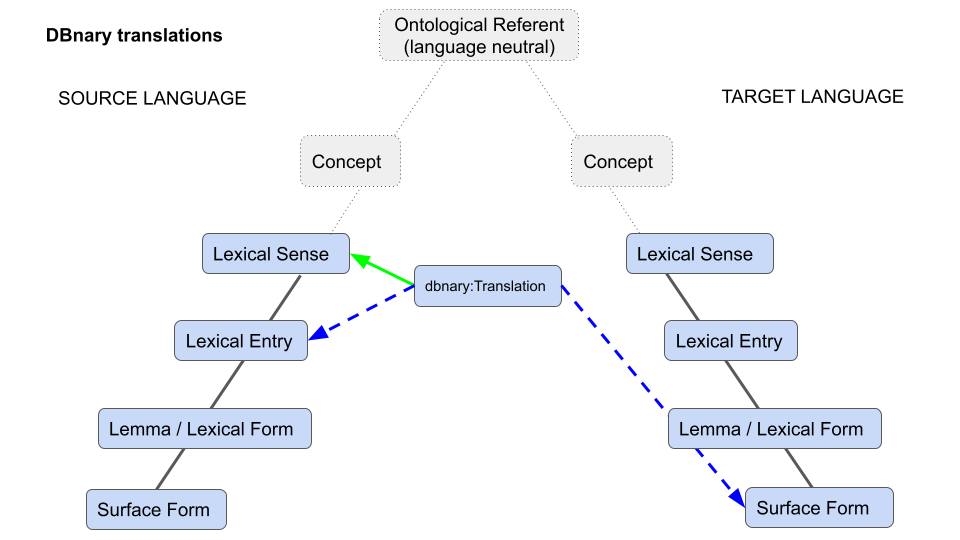 DBnary translations
Ontological Referent
(language neutral)
SOURCE LANGUAGE
TARGET LANGUAGE
Concept
Concept
Lexical Sense
Lexical Sense
dbnary:Translation
Lexical Entry
Lexical Entry
Lemma / Lexical Form
Lemma / Lexical Form
Surface Form
Surface Form